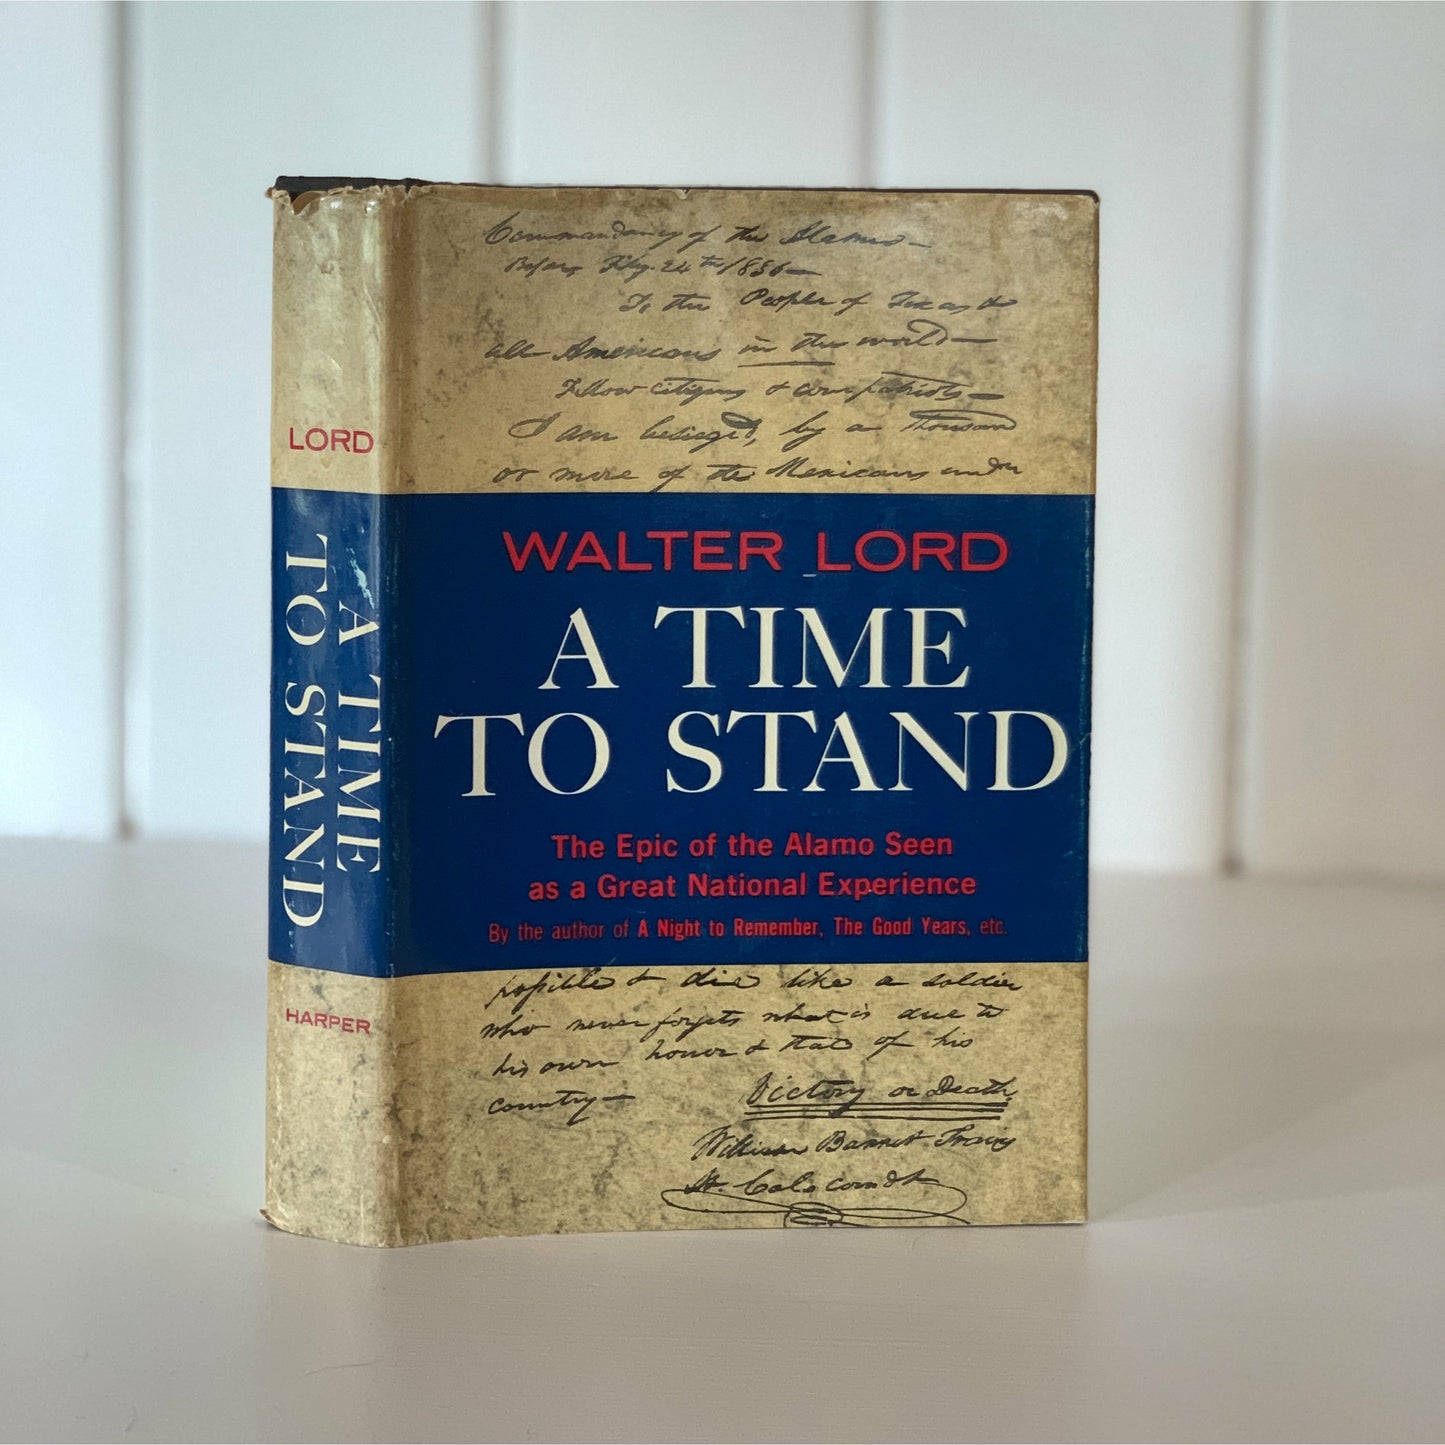 LORD
A TIME
TO STAND
HARPER
Commandancy of the Alamo—
Bejar, Fby. 24th 1836—
To the People of Texas &
all Americans in the world—
Fellow citizens & compatriots—
I am besieged, by a thousand
or more of the Mexicans under
WALTER LORD
A TIME
TO STAND
The Epic of the Alamo Seen
as a Great National Experience
By the author of A Night to Remember, The Good Years, etc.
possible & die like a soldier
who never forgets what is due to
his own honor & that of his
country—
Victory or Death
William Barret Travis
Lt. Col. comdt